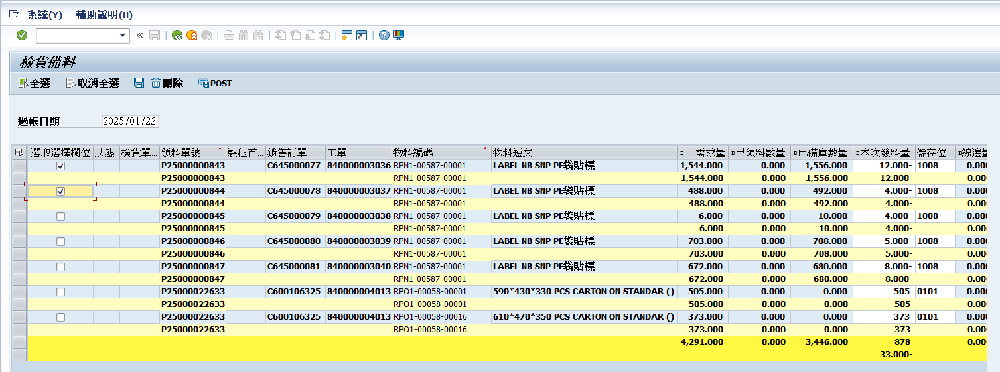 系統(Y) 輔助說明(H)
檢貨備料
全選 取消全選 刪除 POST
過帳日期 2025/01/22
選取選擇欄位 狀態 檢貨單... 領料單號 製程首... 銷售訂單 工單 物料編碼 物料短文 需求量 已領料數量 已備庫數量 本次發料量 儲存位... 線邊量
P25000000843 C645000077 840000003036 RPN1-00587-00001 LABEL NB SNP PE袋貼標 1,544.000 0.000 1,556.000 12.000- 1008 0.000
P25000000843 RPN1-00587-00001 1,544.000 0.000 1,556.000 12.000- 0.000
P25000000844 C645000078 840000003037 RPN1-00587-00001 LABEL NB SNP PE袋貼標 488.000 0.000 492.000 4.000- 1008 0.000
P25000000844 RPN1-00587-00001 488.000 0.000 492.000 4.000- 0.000
P25000000845 C645000079 840000003038 RPN1-00587-00001 LABEL NB SNP PE袋貼標 6.000 0.000 10.000 4.000- 1008 0.000
P25000000845 RPN1-00587-00001 6.000 0.000 10.000 4.000- 0.000
P25000000846 C645000080 840000003039 RPN1-00587-00001 LABEL NB SNP PE袋貼標 703.000 0.000 708.000 5.000- 1008 0.000
P25000000846 RPN1-00587-00001 703.000 0.000 708.000 5.000- 0.000
P25000000847 C645000081 840000003040 RPN1-00587-00001 LABEL NB SNP PE袋貼標 672.000 0.000 680.000 8.000- 1008 0.000
P25000000847 RPN1-00587-00001 672.000 0.000 680.000 8.000- 0.000
P25000022633 C600106325 840000004013 RPO1-00058-00001 590*430*330 PCS CARTON ON STANDAR () 505.000 0.000 0.000 505 0101 0.000
P25000022633 RPO1-00058-00001 505.000 0.000 0.000 505 0.000
P25000022633 C600106325 840000004013 RPO1-00058-00016 610*470*350 PCS CARTON ON STANDAR () 373.000 0.000 0.000 373 0101 0.000
P25000022633 RPO1-00058-00016 373.000 0.000 0.000 373 0.000
4,291.000 0.000 3,446.000 878 0.000
33.000-